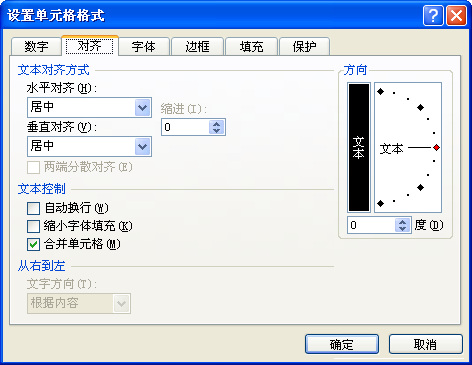 设置单元格格式
数字 对齐 字体 边框 填充 保护
文本对齐方式
水平对齐(H):
居中
缩进(I):
0
垂直对齐(V):
居中
两端分散对齐(E)
文本控制
自动换行(W)
缩小字体填充(K)
合并单元格(M)
从右到左
文字方向(T):
根据内容
方向
文本
文本
0 度(D)
确定 取消